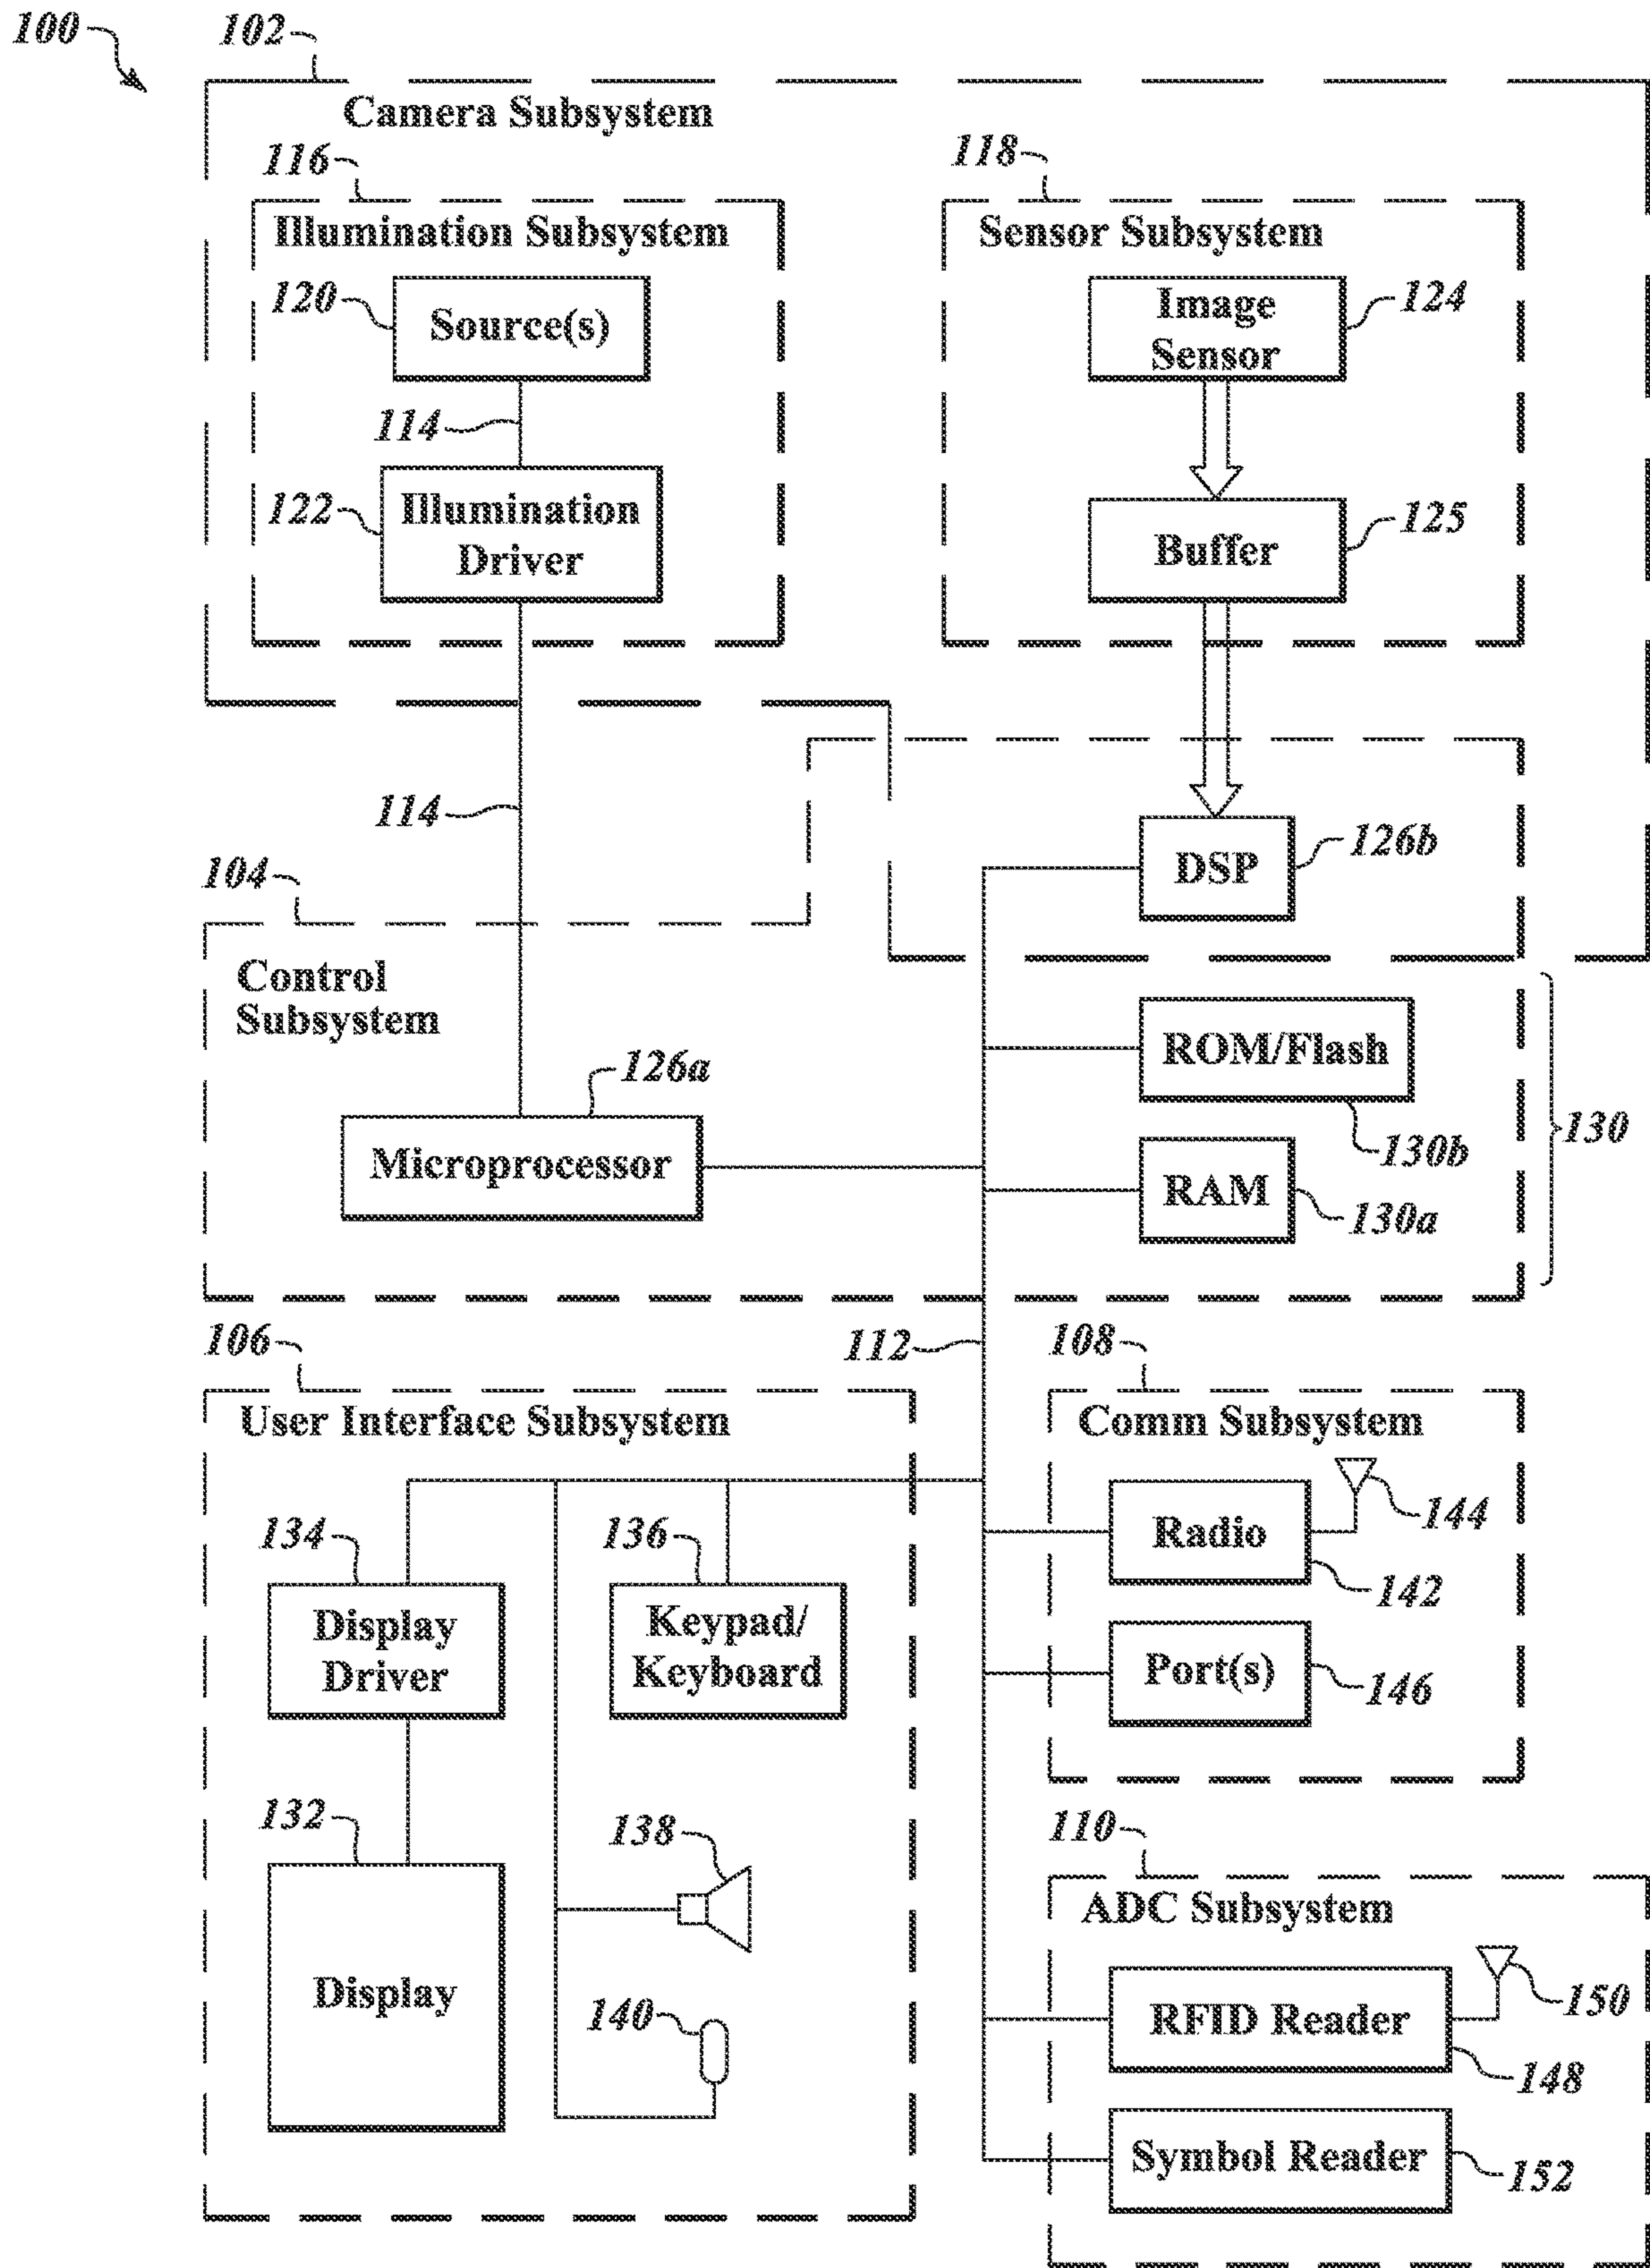 100
102
Camera Subsystem
116
118
Illumination Subsystem
Sensor Subsystem
120
Source(s)
Image
Sensor
124
114
122
Illumination
Driver
Buffer
125
114
DSP
126b
104
Control
Subsystem
126a
Microprocessor
ROM/Flash
130b
130
RAM
130a
106
112
108
User Interface Subsystem
Comm Subsystem
134
136
Display
Driver
Keypad/
Keyboard
Radio
144
142
Port(s)
146
132
138
Display
140
110
ADC Subsystem
RFID Reader
150
148
Symbol Reader
152